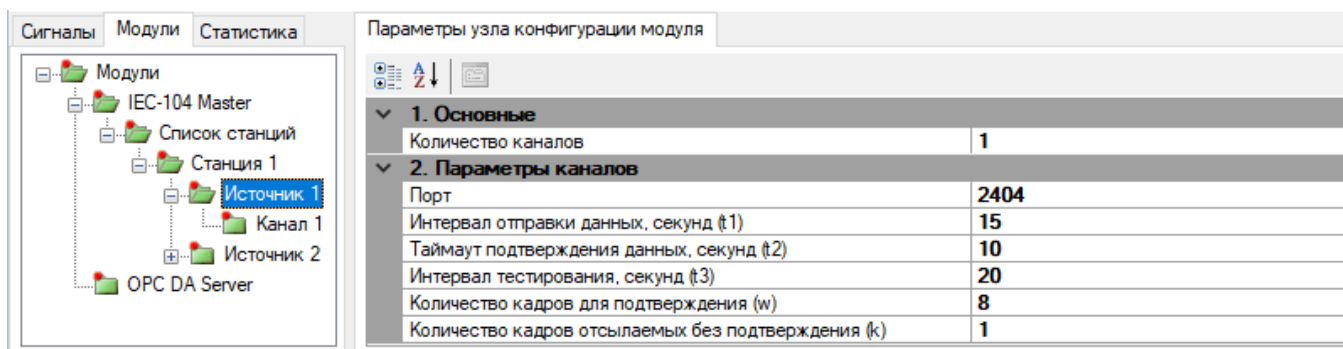 Сигналы Модули Статистика
Модули
IEC-104 Master
Список станций
Станция 1
Источник 1
Канал 1
Источник 2
OPC DA Server
Параметры узла конфигурации модуля
1. Основные
Количество каналов 1
2. Параметры каналов
Порт 2404
Интервал отправки данных, секунд (t1) 15
Таймаут подтверждения данных, секунд (t2) 10
Интервал тестирования, секунд (t3) 20
Количество кадров для подтверждения (w) 8
Количество кадров отсылаемых без подтверждения (k) 1